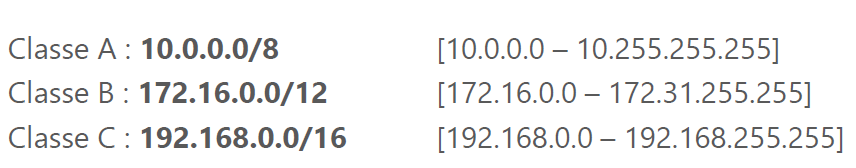 Classe A : 10.0.0.0/8 [10.0.0.0 – 10.255.255.255]
Classe B : 172.16.0.0/12 [172.16.0.0 – 172.31.255.255]
Classe C : 192.168.0.0/16 [192.168.0.0 – 192.168.255.255]